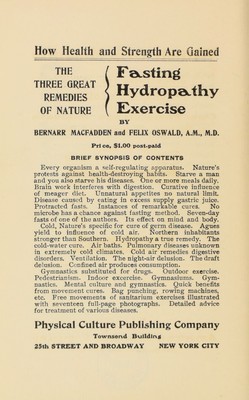 How Health and Strength Are Gained
THE
THREE GREAT
REMEDIES
OF NATURE
Fasting
Hydropathy
Exercise
BY
BERNARR MACFADDEN and FELIX OSWALD, A.M., M.D.
Price, $1.00 post-paid
BRIEF SYNOPSIS OF CONTENTS
Every organism a self-regulating apparatus. Nature's
protests against health-destroying habits. Starve a man
and you also starve his diseases. One or more meals daily.
Brain work interferes with digestion. Curative influence
of meager diet. Unnatural appetites no natural limit.
Disease caused by eating in excess supply gastric juice.
Protracted fasts. Instances of remarkable cures. No
microbe has a chance against fasting method. Seven-day
fasts of one of the authors. Its effect on mind and body.
Cold, Nature's specific for cure of germ disease. Agues
yield to influence of cold air. Northern inhabitants
stronger than Southern. Hydropathy a true remedy. The
cold-water cure. Air baths. Pulmonary diseases unknown
in extremely cold climates. Cold air remedies digestive
disorders. Ventilation. The night-air delusion. The draft
delusion. Confined air produces consumption.
Gymnastics substituted for drugs. Outdoor exercise.
Pedestrianism. Indoor exercise. Gymnasiums. Gym-
nastics. Mental culture and gymnastics. Quick benefits
from movement cures. Bag punching, rowing machines,
etc. Free movements of sanitarium exercises illustrated
with seventeen full-page photographs. Detailed advice
for treatment of various diseases.
Physical Culture Publishing Company
Townsend Building
25th STREET AND BROADWAY NEW YORK CITY